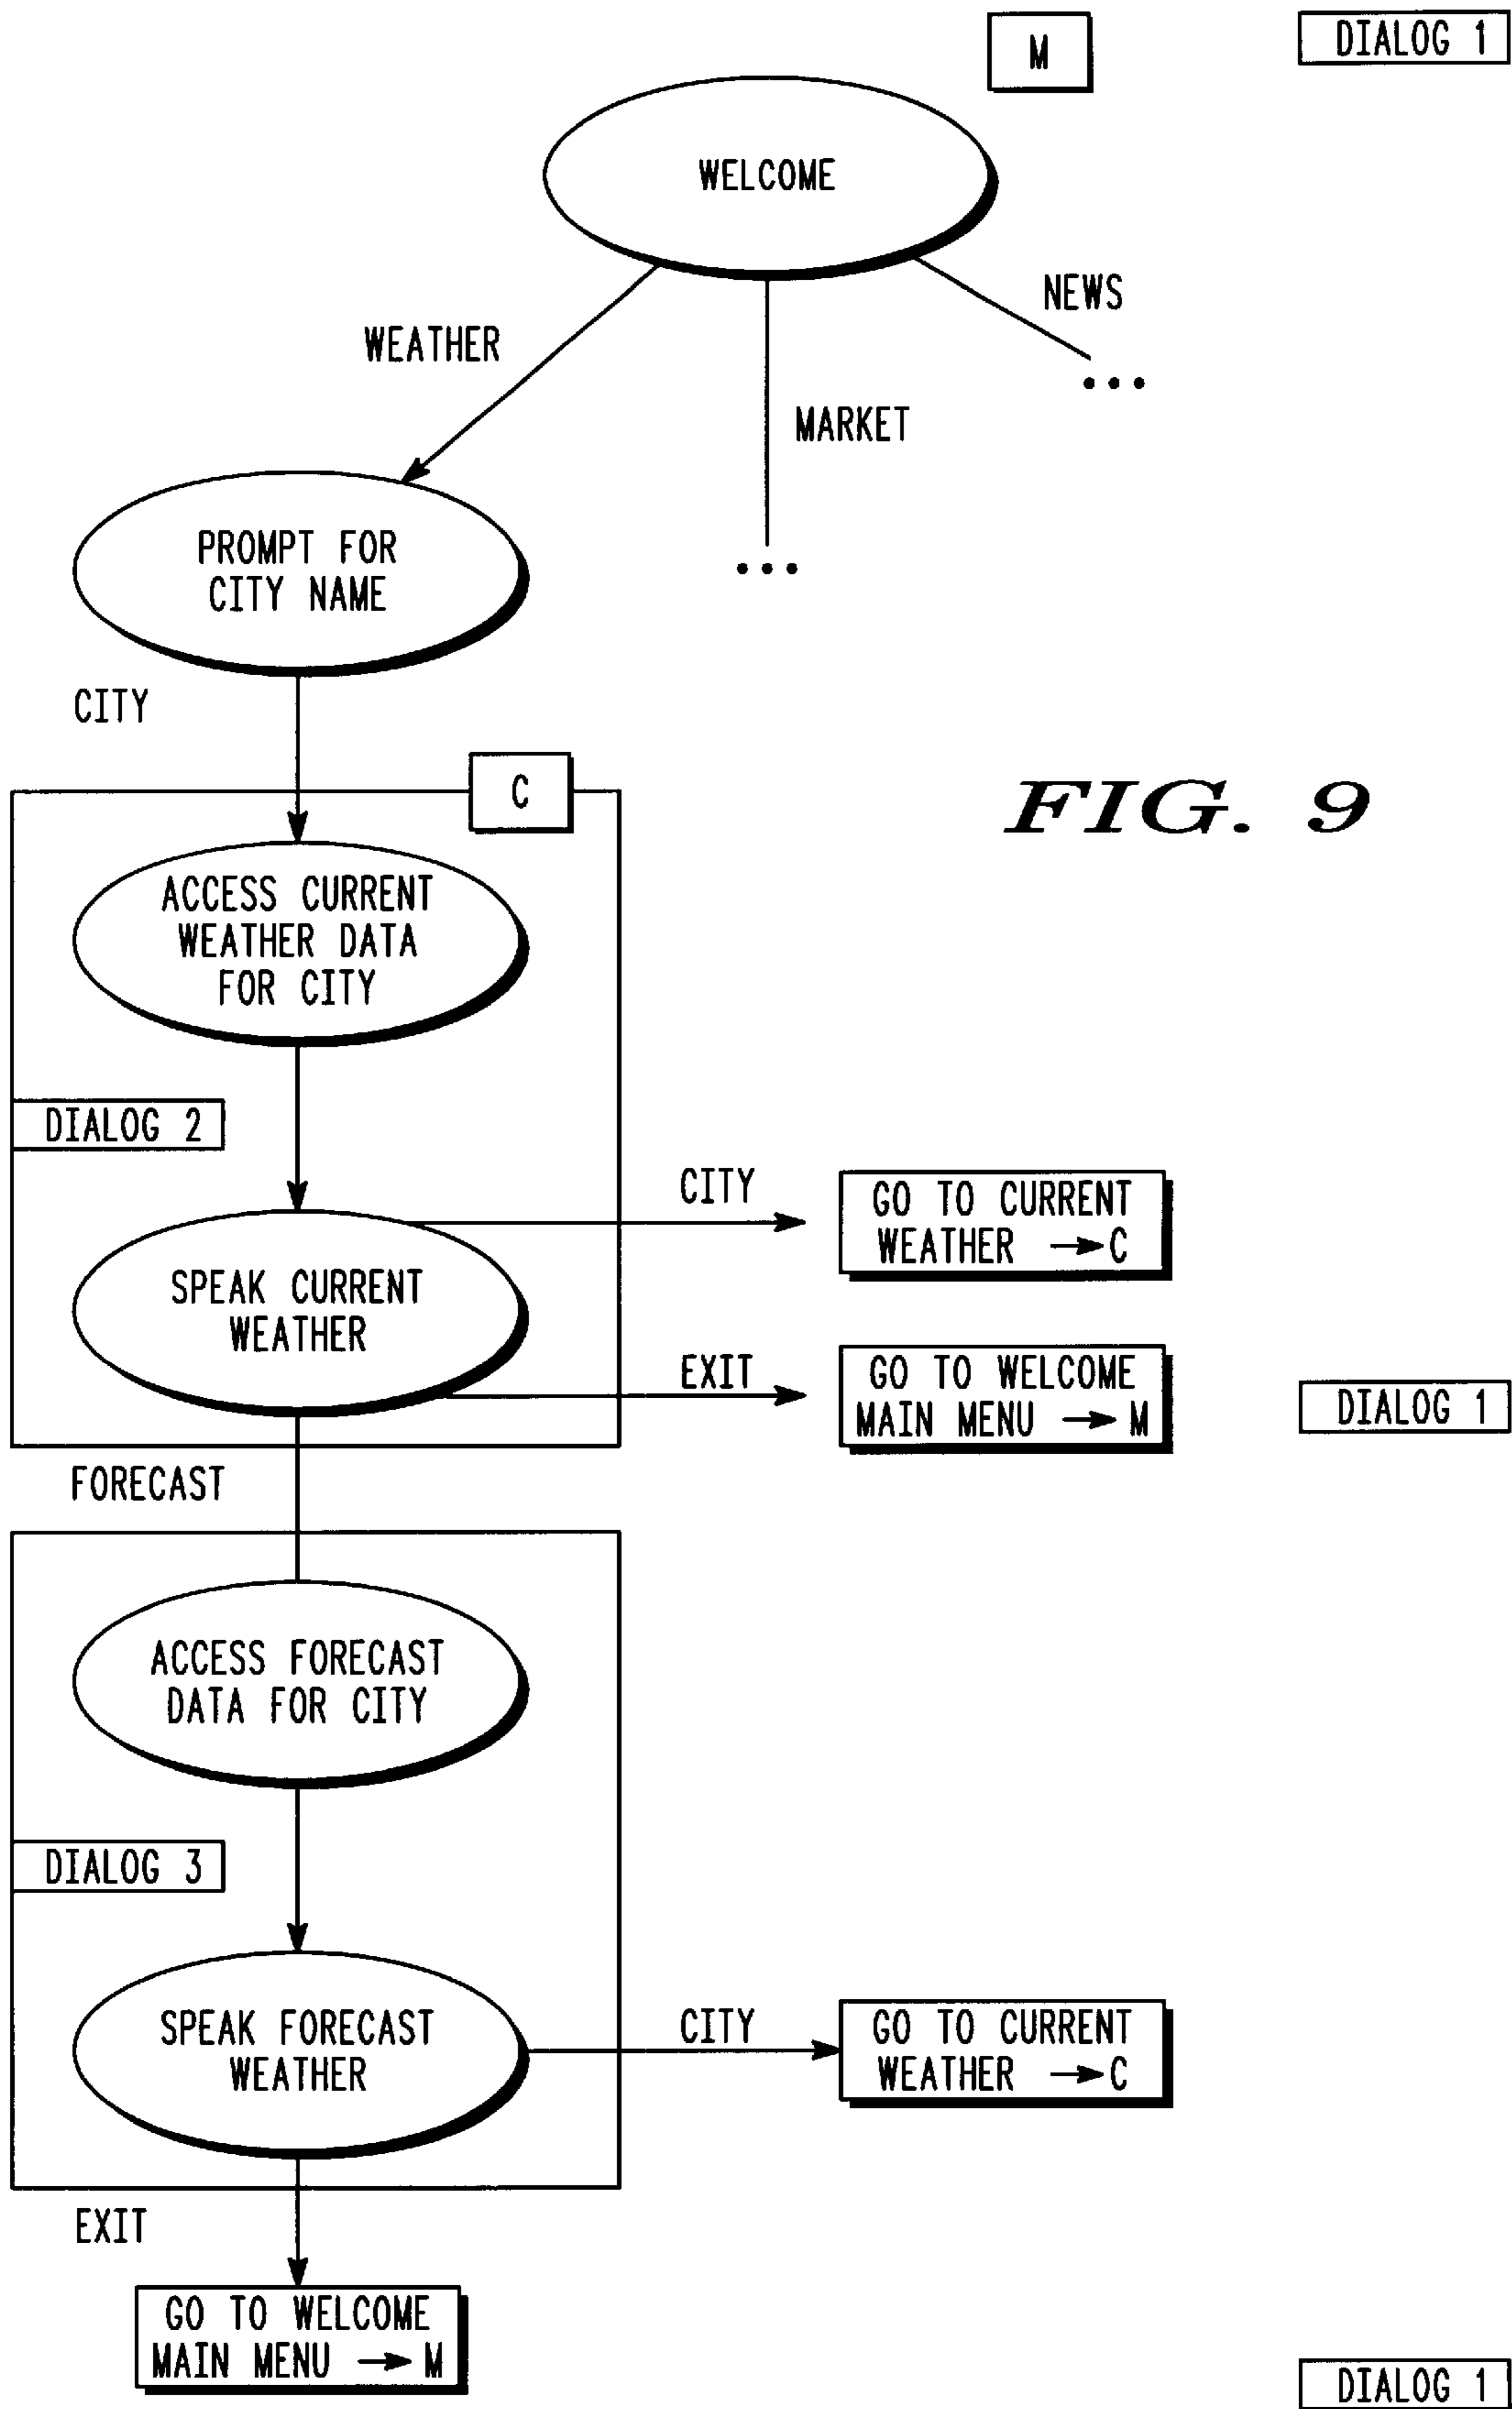 M
DIALOG 1
WELCOME
NEWS
WEATHER
MARKET
...
...
PROMPT FOR
CITY NAME
CITY
C
FIG. 9
ACCESS CURRENT
WEATHER DATA
FOR CITY
DIALOG 2
CITY
GO TO CURRENT
WEATHER → C
SPEAK CURRENT
WEATHER
EXIT
GO TO WELCOME
MAIN MENU → M
DIALOG 1
FORECAST
ACCESS FORECAST
DATA FOR CITY
DIALOG 3
SPEAK FORECAST
WEATHER
CITY
GO TO CURRENT
WEATHER → C
EXIT
GO TO WELCOME
MAIN MENU → M
DIALOG 1